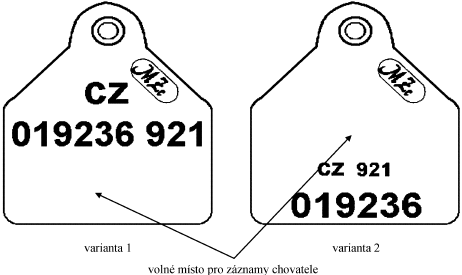 MZe
CZ
019236 921
MZe
CZ 921
019236
varianta 1
varianta 2
volné místo pro záznamy chovatele